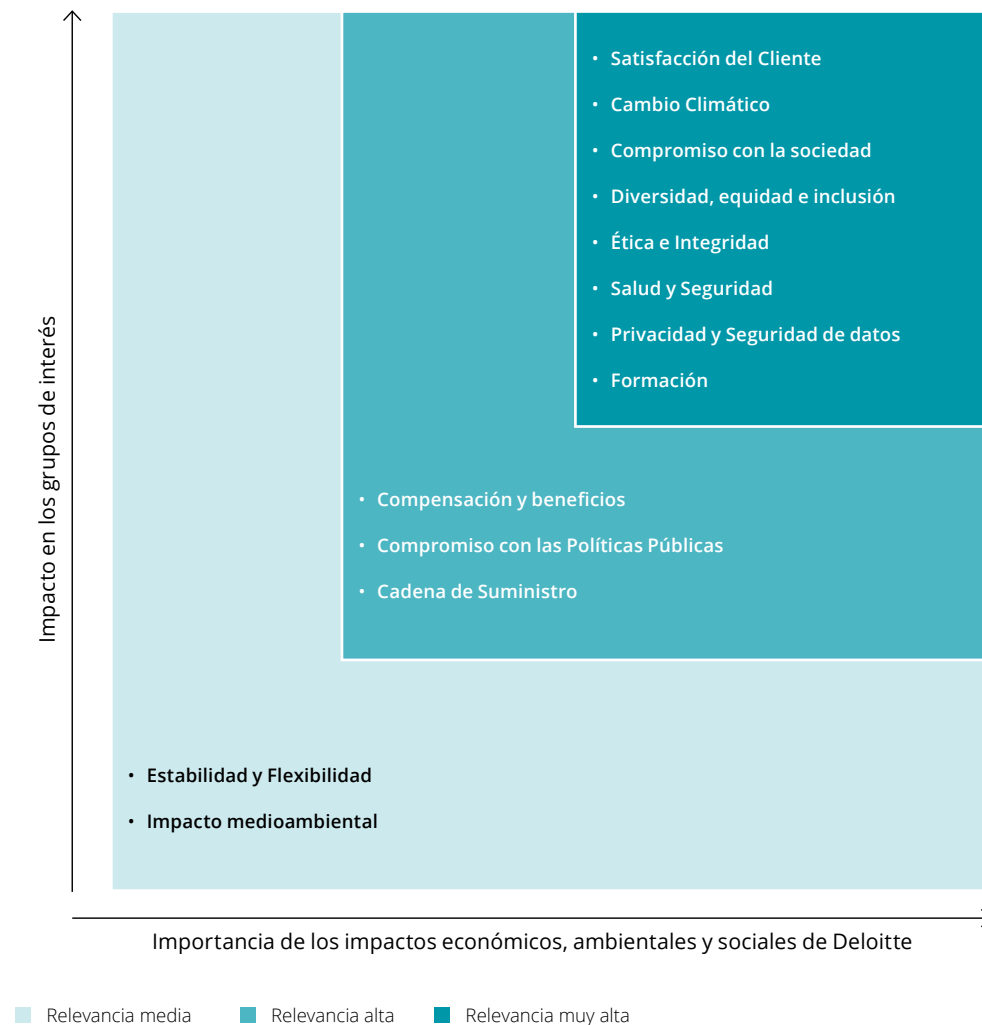 • Satisfacción del Cliente
• Cambio Climático
• Compromiso con la sociedad
• Diversidad, equidad e inclusión
• Ética e Integridad
• Salud y Seguridad
• Privacidad y Seguridad de datos
• Formación
Impacto en los grupos de interés
• Compensación y beneficios
• Compromiso con las Políticas Públicas
• Cadena de Suministro
• Estabilidad y Flexibilidad
• Impacto medioambiental
Importancia de los impactos económicos, ambientales y sociales de Deloitte
Relevancia media
Relevancia alta
Relevancia muy alta